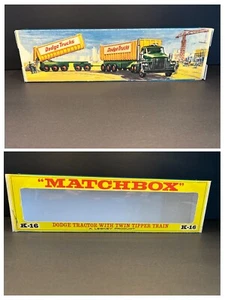 Dodge Trucks
Dodge Trucks
"MATCHBOX"
K-16
DODGE TRACTOR WITH TWIN TIPPER TRAIN
K-16